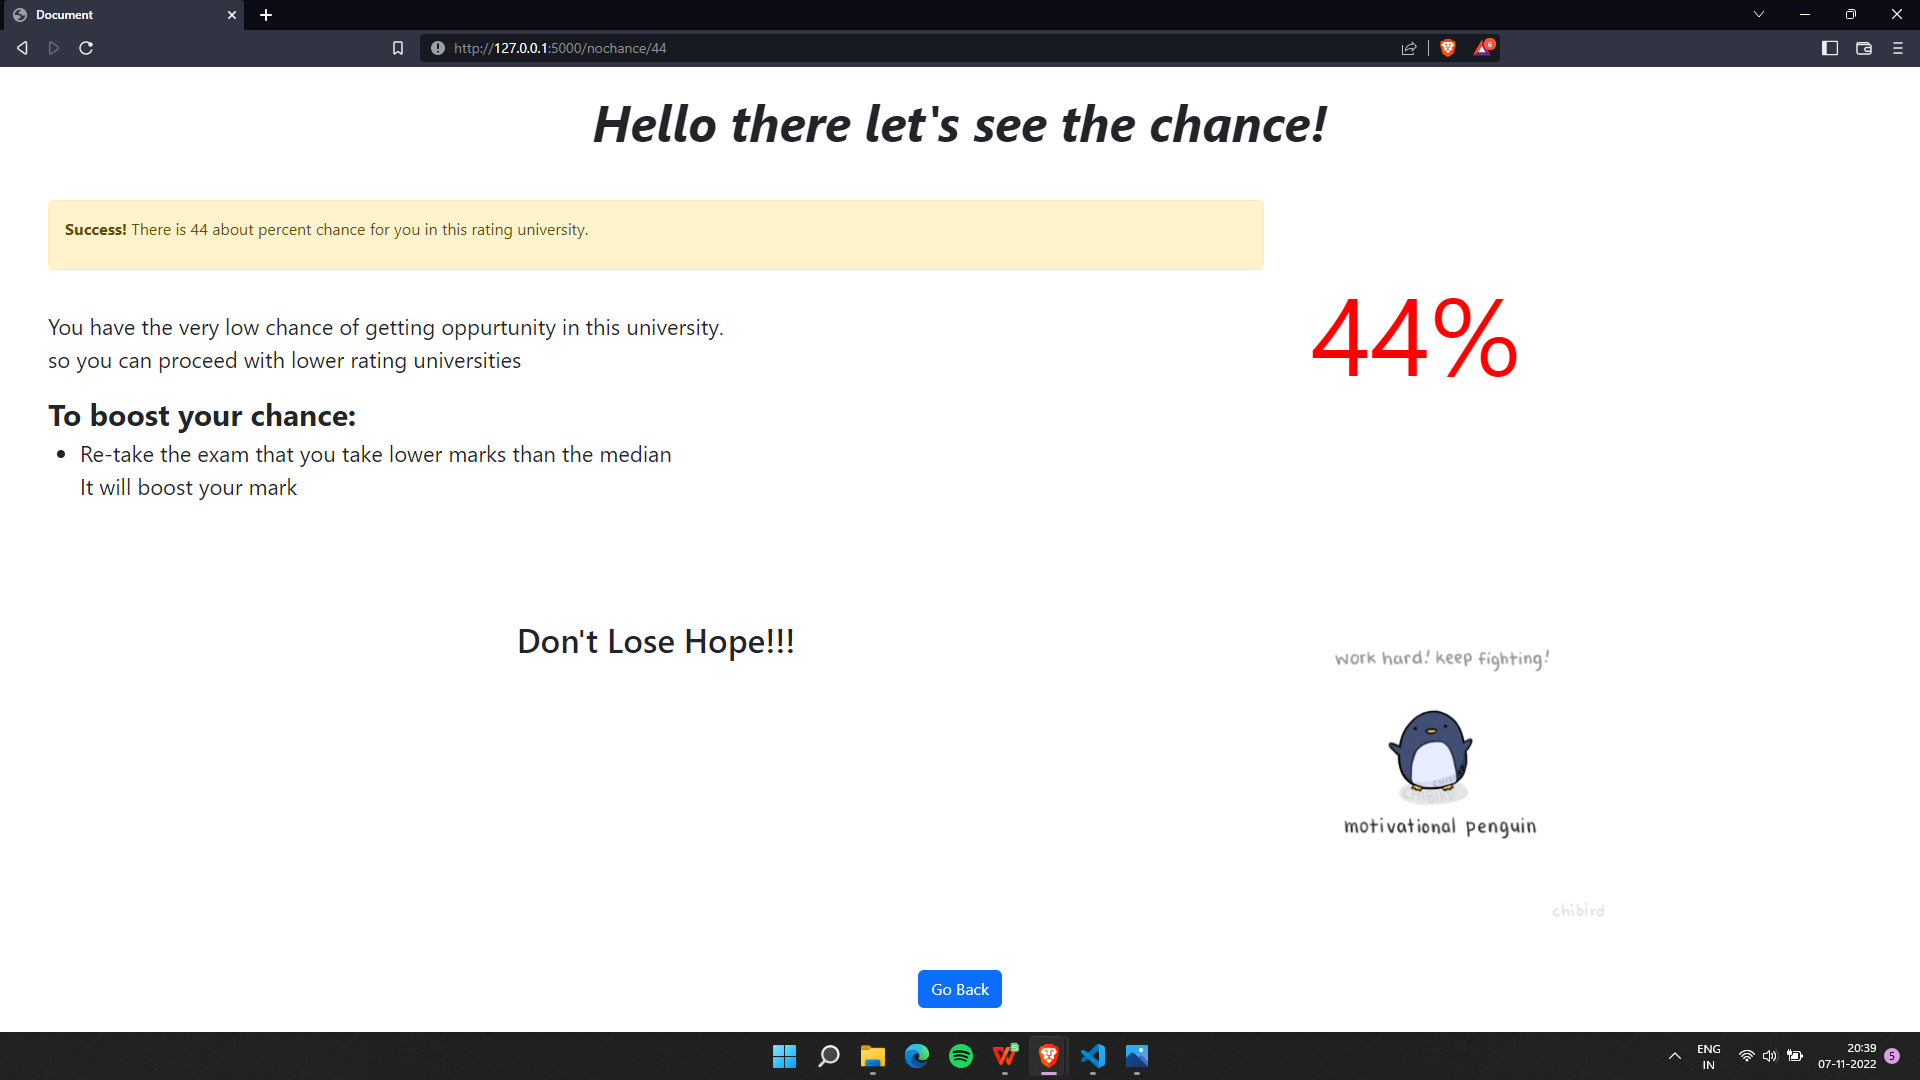 Document
http://127.0.0.1:5000/nochance/44
6
Hello there let's see the chance!
Success! There is 44 about percent chance for you in this rating university.
44%
You have the very low chance of getting oppurtunity in this university.
so you can proceed with lower rating universities
To boost your chance:
Re-take the exam that you take lower marks than the median
It will boost your mark
Don't Lose Hope!!!
work hard! keep fighting!
CHIBIRD
motivational penguin
chibird
Go Back
ENG
IN
20:39
07-11-2022
5